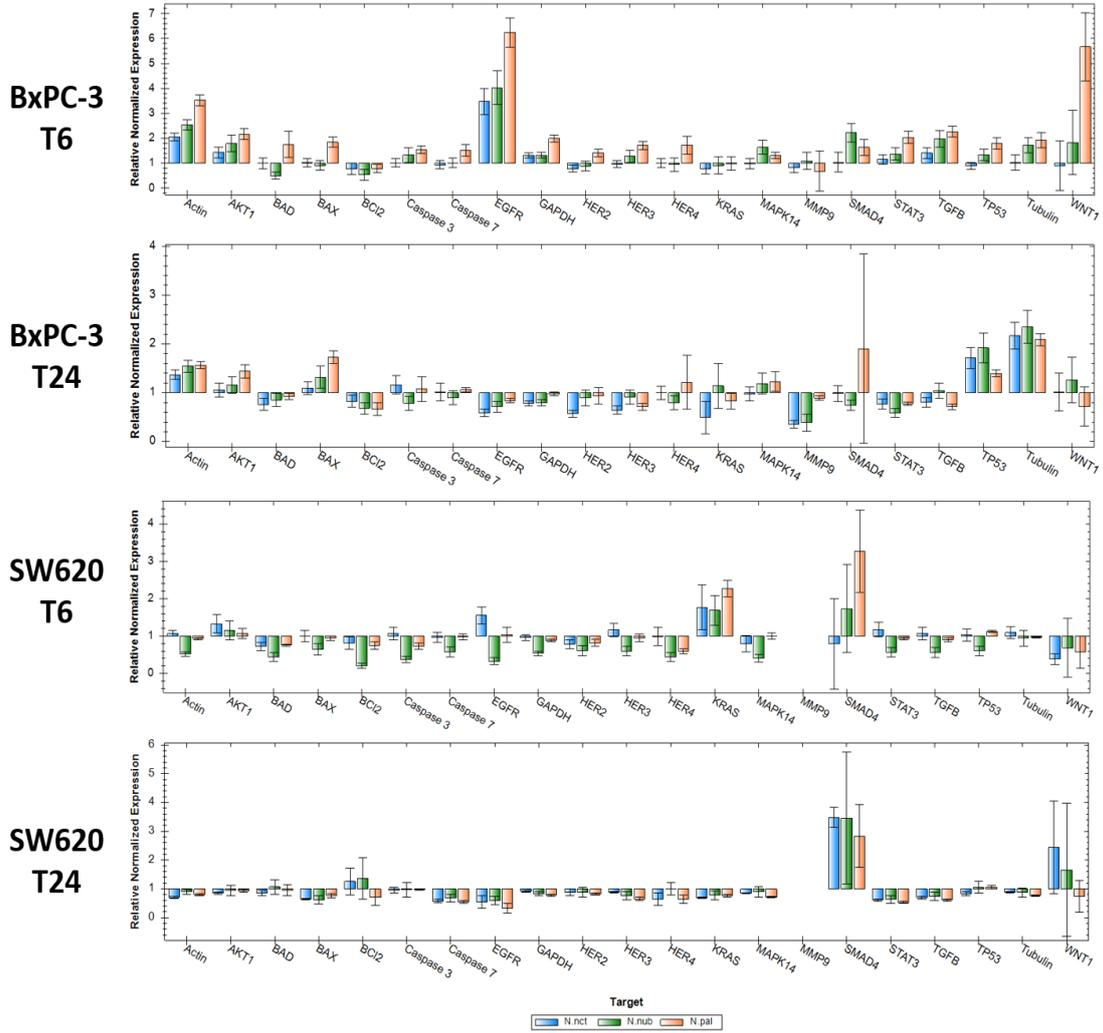 BxPC-3
T6
Relative Normalized Expression
7
6
5
4
3
2
1
0
Actin AKT1 BAD BAX BCl2 Caspase 3 Caspase 7 EGFR GAPDH HER2 HER3 HER4 KRAS MAPK14 MMP9 SMAD4 STAT3 TGFB TP53 Tubulin WNT1
BxPC-3
T24
Relative Normalized Expression
4
3
2
1
0
Actin AKT1 BAD BAX BCl2 Caspase 3 Caspase 7 EGFR GAPDH HER2 HER3 HER4 KRAS MAPK14 MMP9 SMAD4 STAT3 TGFB TP53 Tubulin WNT1
SW620
T6
Relative Normalized Expression
4
3
2
1
0
Actin AKT1 BAD BAX BCl2 Caspase 3 Caspase 7 EGFR GAPDH HER2 HER3 HER4 KRAS MAPK14 MMP9 SMAD4 STAT3 TGFB TP53 Tubulin WNT1
SW620
T24
Relative Normalized Expression
6
5
4
3
2
1
0
Actin AKT1 BAD BAX BCl2 Caspase 3 Caspase 7 EGFR GAPDH HER2 HER3 HER4 KRAS MAPK14 MMP9 SMAD4 STAT3 TGFB TP53 Tubulin WNT1
Target
N.nct N.nub N.pal